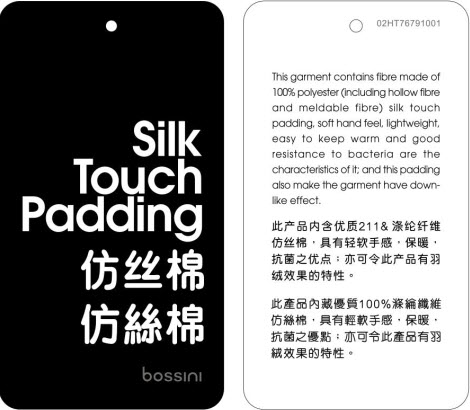 Silk
Touch
Padding
仿丝棉
仿絲棉
bossini
02HT76791001
This garment contains fibre made of
100% polyester (including hollow fibre
and meldable fibre) silk touch
padding, soft hand feel, lightweight,
easy to keep warm and good
resistance to bacteria are the
characteristics of it; and this padding
also make the garment have down-
like effect.
此产品内含优质211& 涤纶纤维
仿丝棉，具有轻软手感，保暖，
抗菌之优点；亦可令此产品有羽
绒效果的特性。
此產品內藏優質100%滌綸纖維
仿絲棉，具有輕軟手感，保暖，
抗菌之優點；亦可令此產品有羽
絨效果的特性。